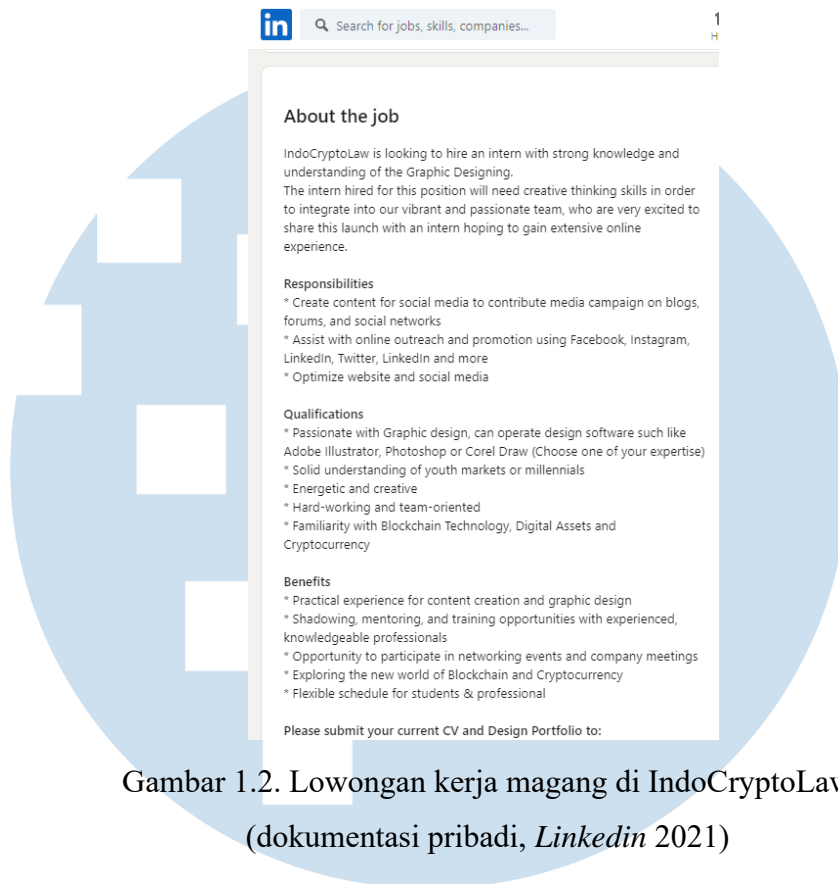 in
Search for jobs, skills, companies...
About the job
IndoCryptoLaw is looking to hire an intern with strong knowledge and
understanding of the Graphic Designing.
The intern hired for this position will need creative thinking skills in order
to integrate into our vibrant and passionate team, who are very excited to
share this launch with an intern hoping to gain extensive online
experience.
Responsibilities
* Create content for social media to contribute media campaign on blogs,
forums, and social networks
* Assist with online outreach and promotion using Facebook, Instagram,
LinkedIn, Twitter, LinkedIn and more
* Optimize website and social media
Qualifications
* Passionate with Graphic design, can operate design software such like
Adobe Illustrator, Photoshop or Corel Draw (Choose one of your expertise)
* Solid understanding of youth markets or millennials
* Energetic and creative
* Hard-working and team-oriented
* Familiarity with Blockchain Technology, Digital Assets and
Cryptocurrency
Benefits
* Practical experience for content creation and graphic design
* Shadowing, mentoring, and training opportunities with experienced,
knowledgeable professionals
* Opportunity to participate in networking events and company meetings
* Exploring the new world of Blockchain and Cryptocurrency
* Flexible schedule for students & professional
Please submit your current CV and Design Portfolio to:
Gambar 1.2. Lowongan kerja magang di IndoCryptoLaw
(dokumentasi pribadi, Linkedin 2021)